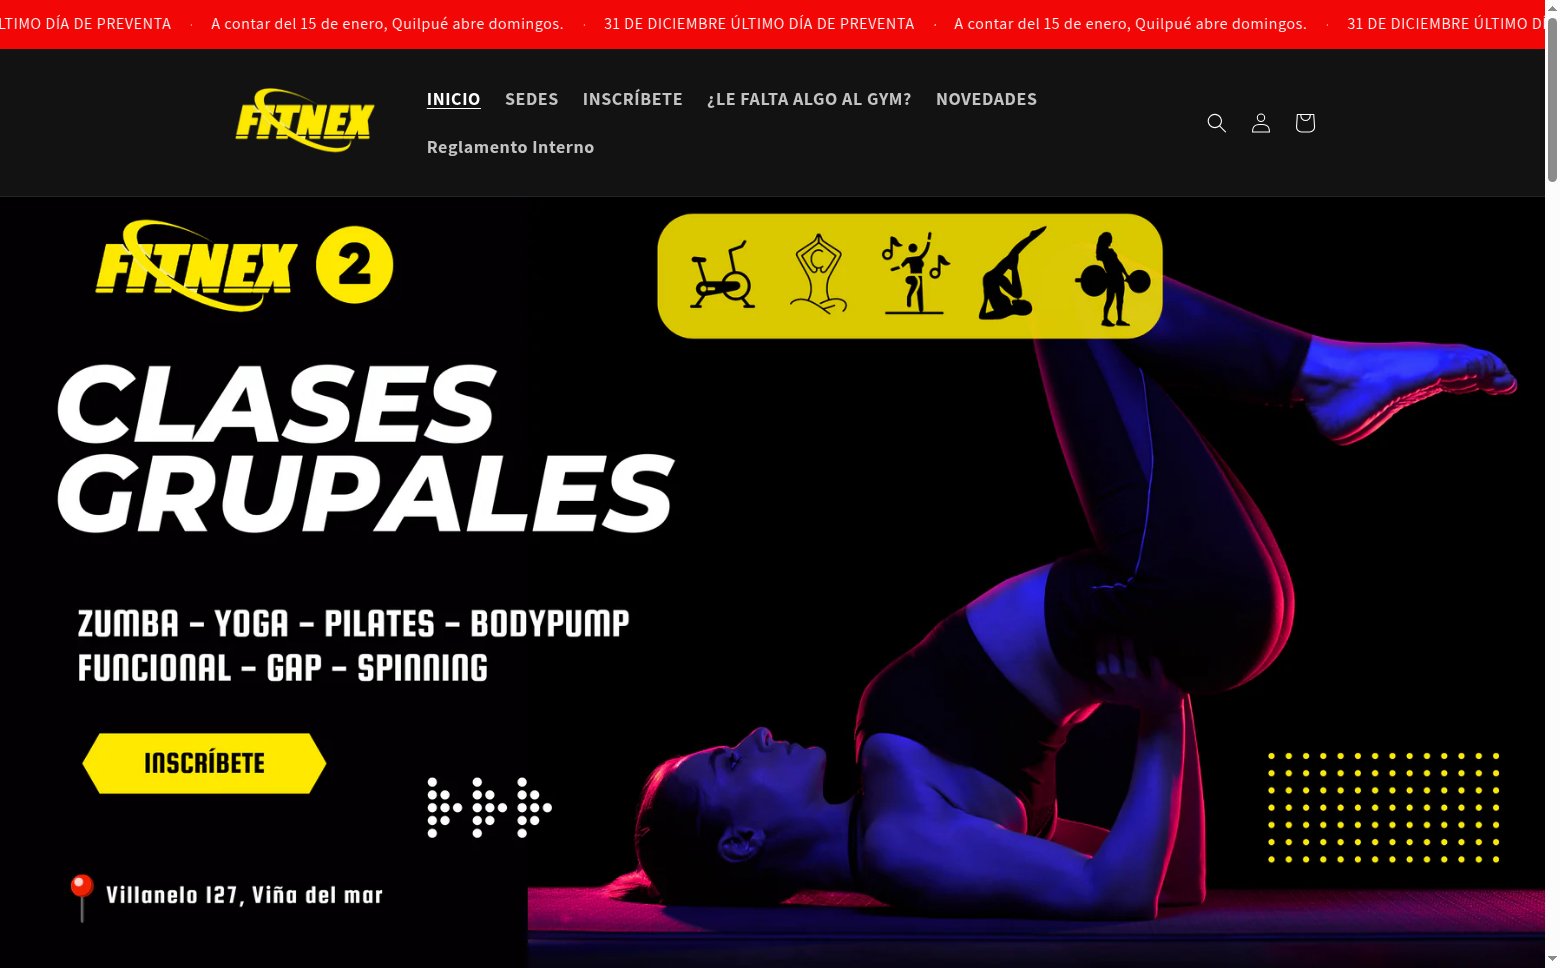 ÚLTIMO DÍA DE PREVENTA · A contar del 15 de enero, Quilpué abre domingos. · 31 DE DICIEMBRE ÚLTIMO DÍA DE PREVENTA · A contar del 15 de enero, Quilpué abre domingos. · 31 DE DICIEMBRE ÚLTIMO
FITNEX
INICIO SEDES INSCRÍBETE ¿LE FALTA ALGO AL GYM? NOVEDADES
Reglamento Interno
FITNEX 2
CLASES
GRUPALES
ZUMBA - YOGA - PILATES - BODYPUMP
FUNCIONAL - GAP - SPINNING
INSCRÍBETE
Villanelo 127, Viña del mar